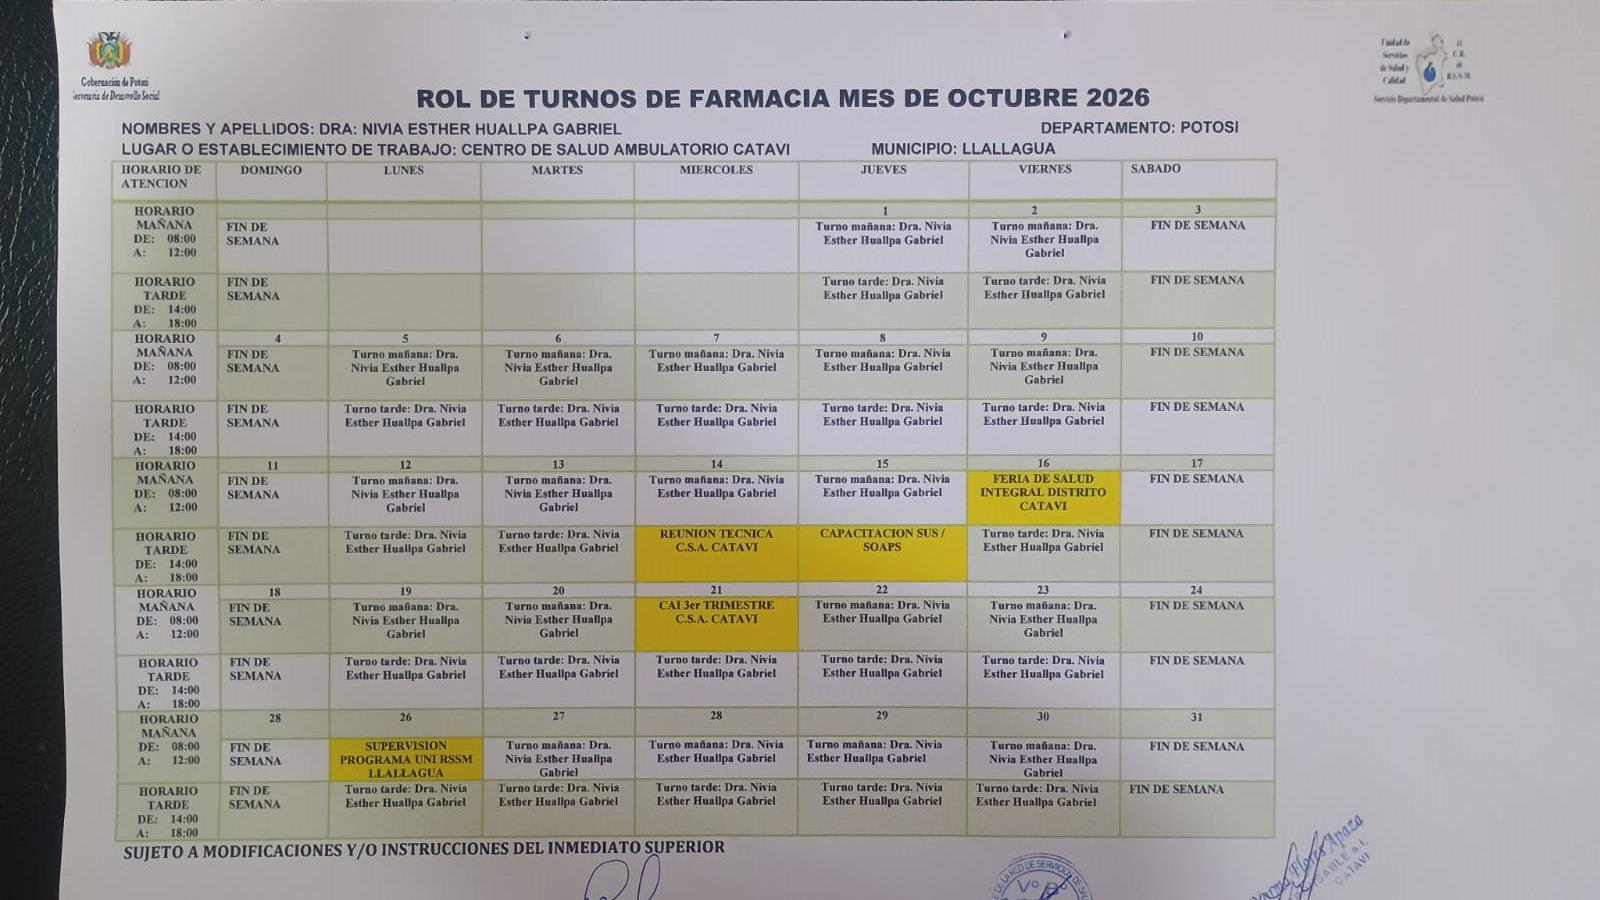 Gobernación de Potosí
Secretaria de Desarrollo Social
Unidad de
Servicios
de Salud y
Calidad
Servicio Departamental de Salud Potosí
ROL DE TURNOS DE FARMACIA MES DE OCTUBRE 2026
NOMBRES Y APELLIDOS: DRA: NIVIA ESTHER HUALLPA GABRIEL DEPARTAMENTO: POTOSI
LUGAR O ESTABLECIMIENTO DE TRABAJO: CENTRO DE SALUD AMBULATORIO CATAVI MUNICIPIO: LLALLAGUA
HORARIO DE ATENCION DOMINGO LUNES MARTES MIERCOLES JUEVES VIERNES SABADO
1 2 3
HORARIO MAÑANA DE: 08:00 A: 12:00 FIN DE SEMANA Turno mañana: Dra. Nivia Esther Huallpa Gabriel Turno mañana: Dra. Nivia Esther Huallpa Gabriel FIN DE SEMANA
HORARIO TARDE DE: 14:00 A: 18:00 FIN DE SEMANA Turno tarde: Dra. Nivia Esther Huallpa Gabriel Turno tarde: Dra. Nivia Esther Huallpa Gabriel FIN DE SEMANA
4 5 6 7 8 9 10
HORARIO MAÑANA DE: 08:00 A: 12:00 FIN DE SEMANA Turno mañana: Dra. Nivia Esther Huallpa Gabriel Turno mañana: Dra. Nivia Esther Huallpa Gabriel Turno mañana: Dra. Nivia Esther Huallpa Gabriel Turno mañana: Dra. Nivia Esther Huallpa Gabriel Turno mañana: Dra. Nivia Esther Huallpa Gabriel FIN DE SEMANA
HORARIO TARDE DE: 14:00 A: 18:00 FIN DE SEMANA Turno tarde: Dra. Nivia Esther Huallpa Gabriel Turno tarde: Dra. Nivia Esther Huallpa Gabriel Turno tarde: Dra. Nivia Esther Huallpa Gabriel Turno tarde: Dra. Nivia Esther Huallpa Gabriel Turno tarde: Dra. Nivia Esther Huallpa Gabriel FIN DE SEMANA
11 12 13 14 15 16 17
HORARIO MAÑANA DE: 08:00 A: 12:00 FIN DE SEMANA Turno mañana: Dra. Nivia Esther Huallpa Gabriel Turno mañana: Dra. Nivia Esther Huallpa Gabriel Turno mañana: Dra. Nivia Esther Huallpa Gabriel Turno mañana: Dra. Nivia Esther Huallpa Gabriel FERIA DE SALUD INTEGRAL DISTRITO CATAVI FIN DE SEMANA
HORARIO TARDE DE: 14:00 A: 18:00 FIN DE SEMANA Turno tarde: Dra. Nivia Esther Huallpa Gabriel Turno tarde: Dra. Nivia Esther Huallpa Gabriel REUNION TECNICA C.S.A. CATAVI CAPACITACION SUS / SOAPS Turno tarde: Dra. Nivia Esther Huallpa Gabriel FIN DE SEMANA
18 19 20 21 22 23 24
HORARIO MAÑANA DE: 08:00 A: 12:00 FIN DE SEMANA Turno mañana: Dra. Nivia Esther Huallpa Gabriel Turno mañana: Dra. Nivia Esther Huallpa Gabriel CAI 3er TRIMESTRE C.S.A. CATAVI Turno mañana: Dra. Nivia Esther Huallpa Gabriel Turno mañana: Dra. Nivia Esther Huallpa Gabriel FIN DE SEMANA
HORARIO TARDE DE: 14:00 A: 18:00 FIN DE SEMANA Turno tarde: Dra. Nivia Esther Huallpa Gabriel Turno tarde: Dra. Nivia Esther Huallpa Gabriel Turno tarde: Dra. Nivia Esther Huallpa Gabriel Turno tarde: Dra. Nivia Esther Huallpa Gabriel Turno tarde: Dra. Nivia Esther Huallpa Gabriel FIN DE SEMANA
28 26 27 28 29 30 31
HORARIO MAÑANA DE: 08:00 A: 12:00 FIN DE SEMANA SUPERVISION PROGRAMA UNI RSSM LLALLAGUA Turno mañana: Dra. Nivia Esther Huallpa Gabriel Turno mañana: Dra. Nivia Esther Huallpa Gabriel Turno mañana: Dra. Nivia Esther Huallpa Gabriel Turno mañana: Dra. Nivia Esther Huallpa Gabriel FIN DE SEMANA
HORARIO TARDE DE: 14:00 A: 18:00 FIN DE SEMANA Turno tarde: Dra. Nivia Esther Huallpa Gabriel Turno tarde: Dra. Nivia Esther Huallpa Gabriel Turno tarde: Dra. Nivia Esther Huallpa Gabriel Turno tarde: Dra. Nivia Esther Huallpa Gabriel Turno tarde: Dra. Nivia Esther Huallpa Gabriel FIN DE SEMANA
SUJETO A MODIFICACIONES Y/O INSTRUCCIONES DEL INMEDIATO SUPERIOR
DE LA RED DE SERVICIOS DE
Vº Bº
Flores Apaza
CATAVI